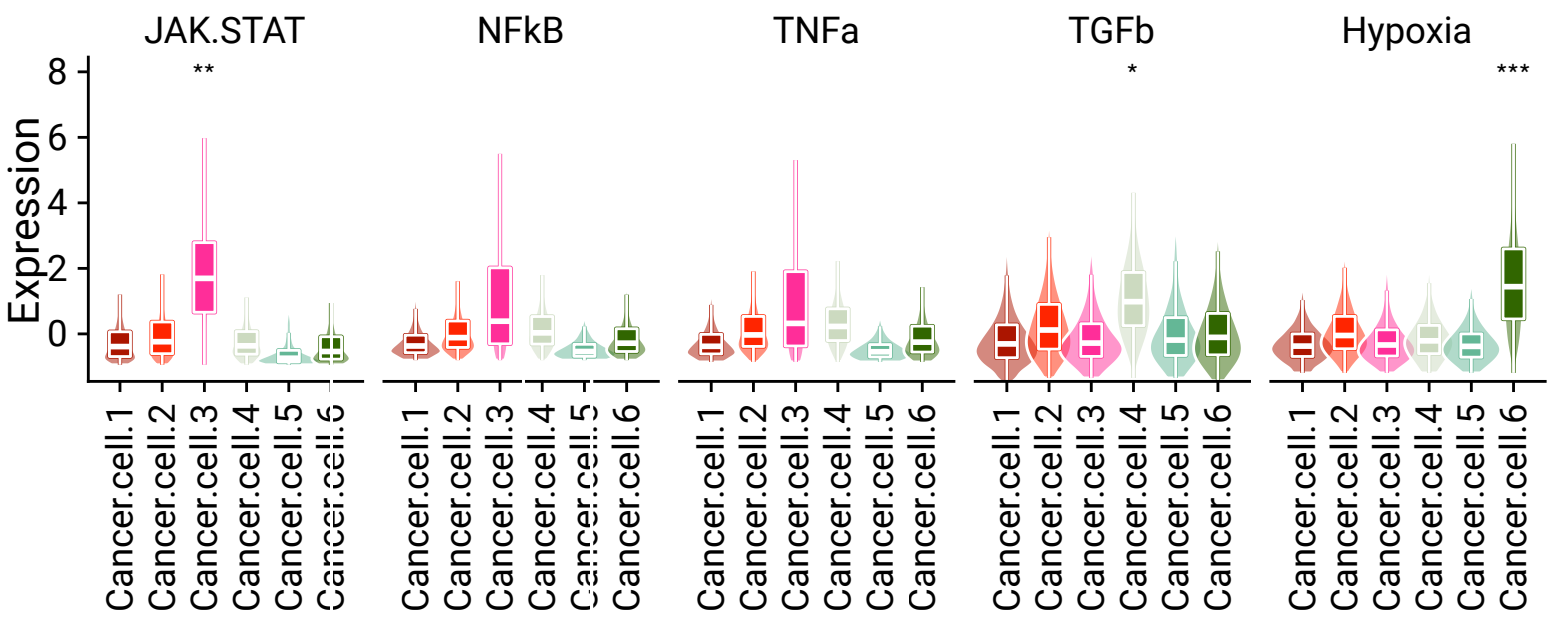 JAK.STAT NFkB TNFa TGFb Hypoxia
** * ***
Expression
8
6
4
2
0
Cancer.cell.1 Cancer.cell.2 Cancer.cell.3 Cancer.cell.4 Cancer.cell.5 Cancer.cell.6
Cancer.cell.1 Cancer.cell.2 Cancer.cell.3 Cancer.cell.4 Cancer.cell.5 Cancer.cell.6
Cancer.cell.1 Cancer.cell.2 Cancer.cell.3 Cancer.cell.4 Cancer.cell.5 Cancer.cell.6
Cancer.cell.1 Cancer.cell.2 Cancer.cell.3 Cancer.cell.4 Cancer.cell.5 Cancer.cell.6
Cancer.cell.1 Cancer.cell.2 Cancer.cell.3 Cancer.cell.4 Cancer.cell.5 Cancer.cell.6